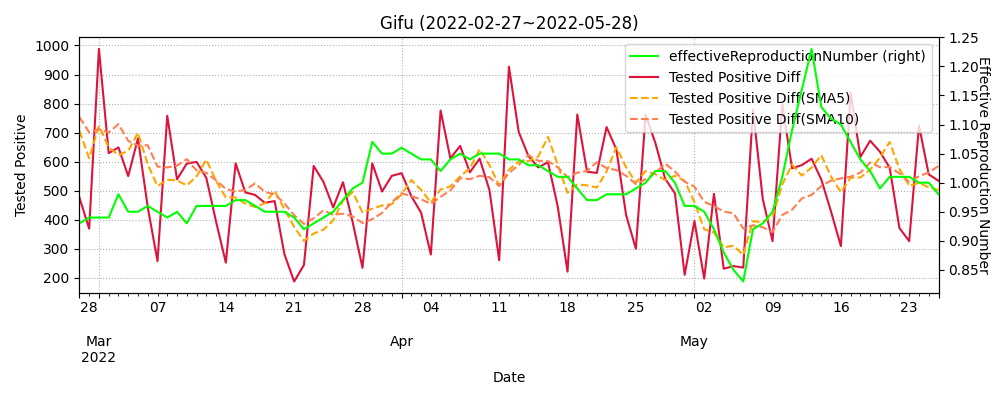 Gifu (2022-02-27~2022-05-28)
effectiveReproductionNumber (right)
Tested Positive Diff
Tested Positive Diff(SMA5)
Tested Positive Diff(SMA10)
Tested Positive
1000
900
800
700
600
500
400
300
200
1.25
1.20
1.15
1.10
1.05
1.00
0.95
0.90
0.85
Effective Reproduction Number
28 07 14 21 28 04 11 18 25 02 09 16 23
Mar Apr May
2022
Date